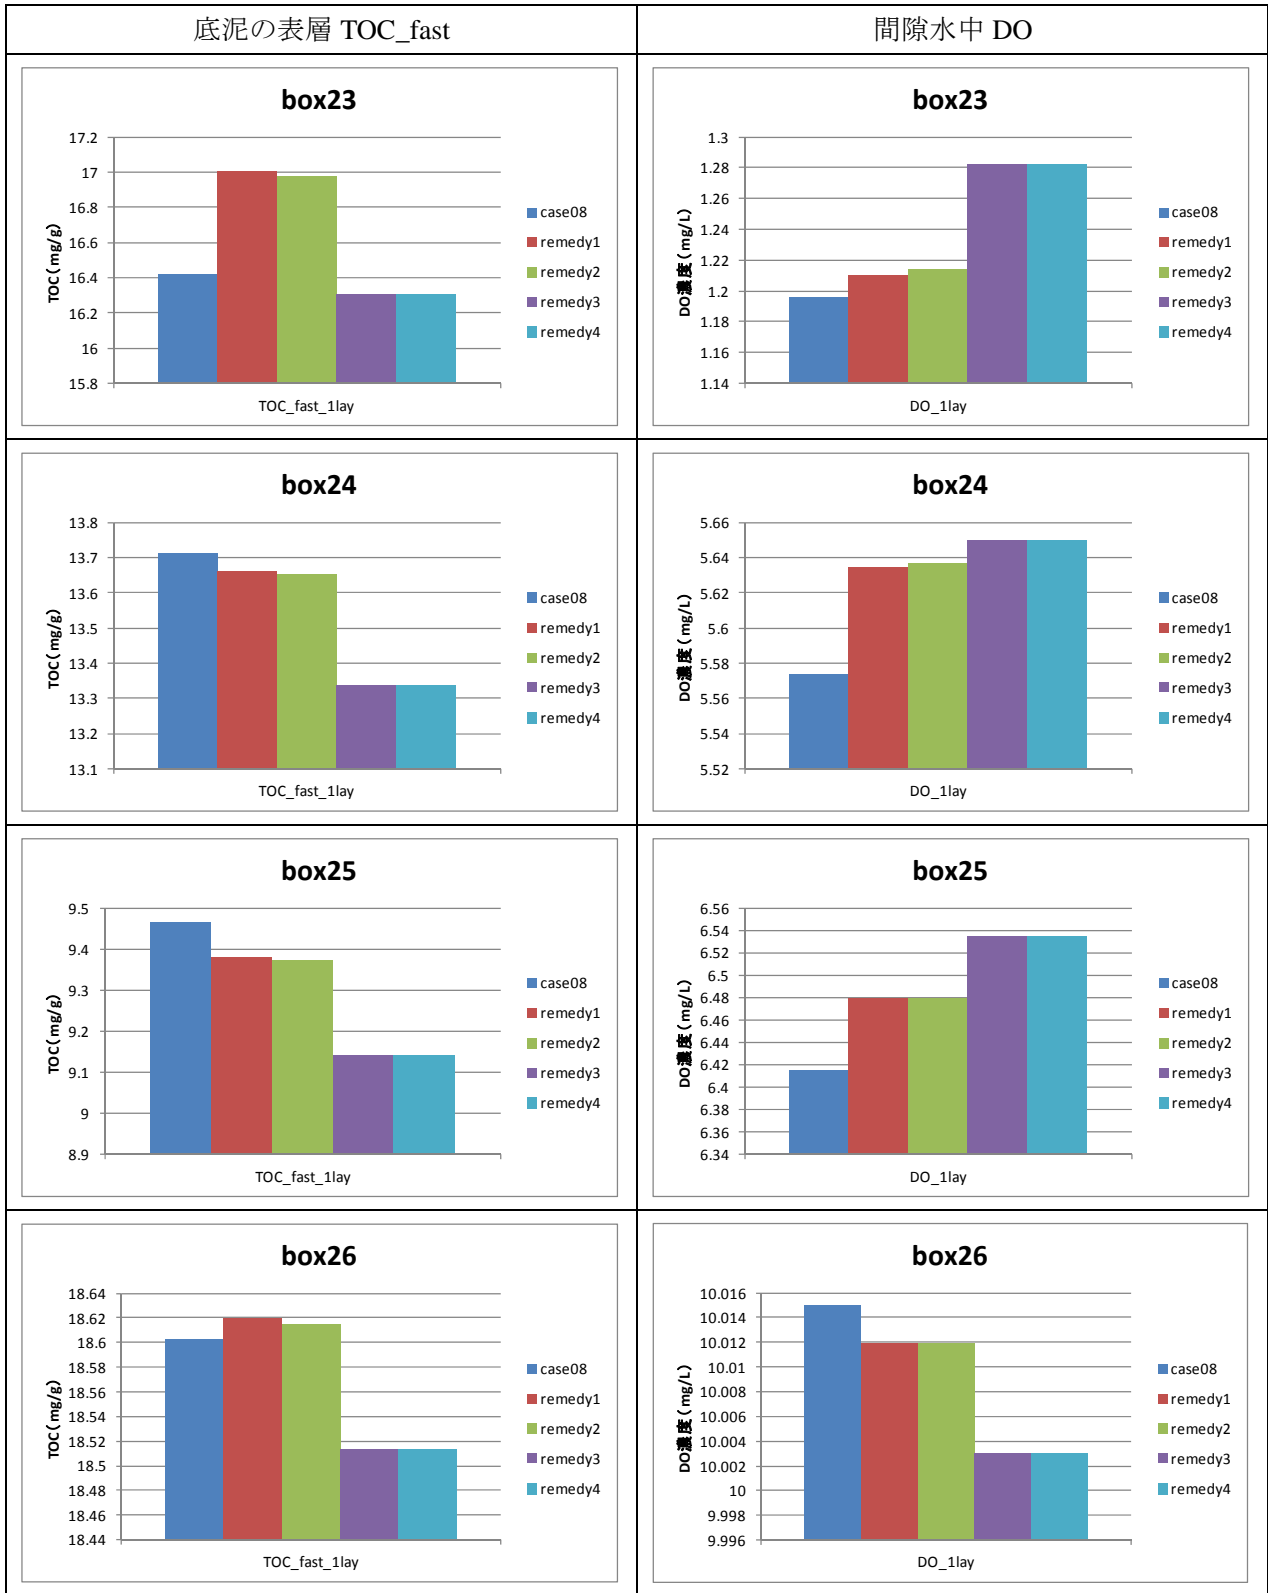 底泥の表層 TOC_fast
間隙水中 DO
box23
17.2
17
16.8
16.6
16.4
16.2
16
15.8
TOC(mg/g)
TOC_fast_1lay
case08
remedy1
remedy2
remedy3
remedy4
box23
1.3
1.28
1.26
1.24
1.22
1.2
1.18
1.16
1.14
DO濃度(mg/L)
DO_1lay
case08
remedy1
remedy2
remedy3
remedy4
box24
13.8
13.7
13.6
13.5
13.4
13.3
13.2
13.1
TOC(mg/g)
TOC_fast_1lay
case08
remedy1
remedy2
remedy3
remedy4
box24
5.66
5.64
5.62
5.6
5.58
5.56
5.54
5.52
DO濃度(mg/L)
DO_1lay
case08
remedy1
remedy2
remedy3
remedy4
box25
9.5
9.4
9.3
9.2
9.1
9
8.9
TOC(mg/g)
TOC_fast_1lay
case08
remedy1
remedy2
remedy3
remedy4
box25
6.56
6.54
6.52
6.5
6.48
6.46
6.44
6.42
6.4
6.38
6.36
6.34
DO濃度(mg/L)
DO_1lay
case08
remedy1
remedy2
remedy3
remedy4
box26
18.64
18.62
18.6
18.58
18.56
18.54
18.52
18.5
18.48
18.46
18.44
TOC(mg/g)
TOC_fast_1lay
case08
remedy1
remedy2
remedy3
remedy4
box26
10.016
10.014
10.012
10.01
10.008
10.006
10.004
10.002
10
9.998
9.996
DO濃度(mg/L)
DO_1lay
case08
remedy1
remedy2
remedy3
remedy4